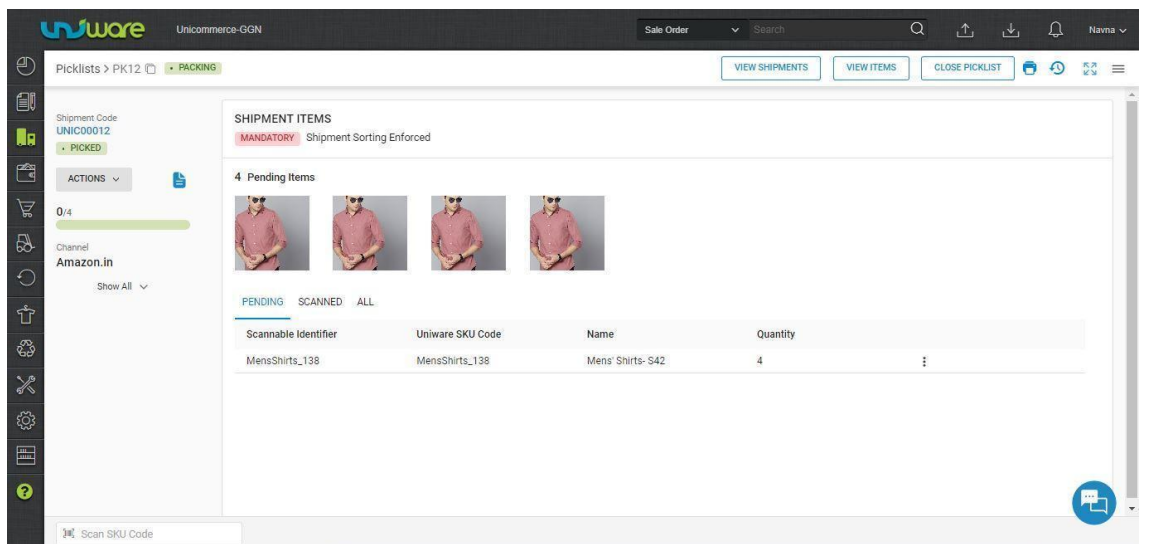 uniware
Unicommerce-GGN
Sale Order
Search
Navna
Picklists > PK12 • PACKING
VIEW SHIPMENTS
VIEW ITEMS
CLOSE PICKLIST
Shipment Code
UNIC00012
• PICKED
ACTIONS
0/4
Channel
Amazon.in
Show All
SHIPMENT ITEMS
MANDATORY Shipment Sorting Enforced
4 Pending Items
PENDING SCANNED ALL
Scannable Identifier Uniware SKU Code Name Quantity
MensShirts_138 MensShirts_138 Mens' Shirts- S42 4
Scan SKU Code